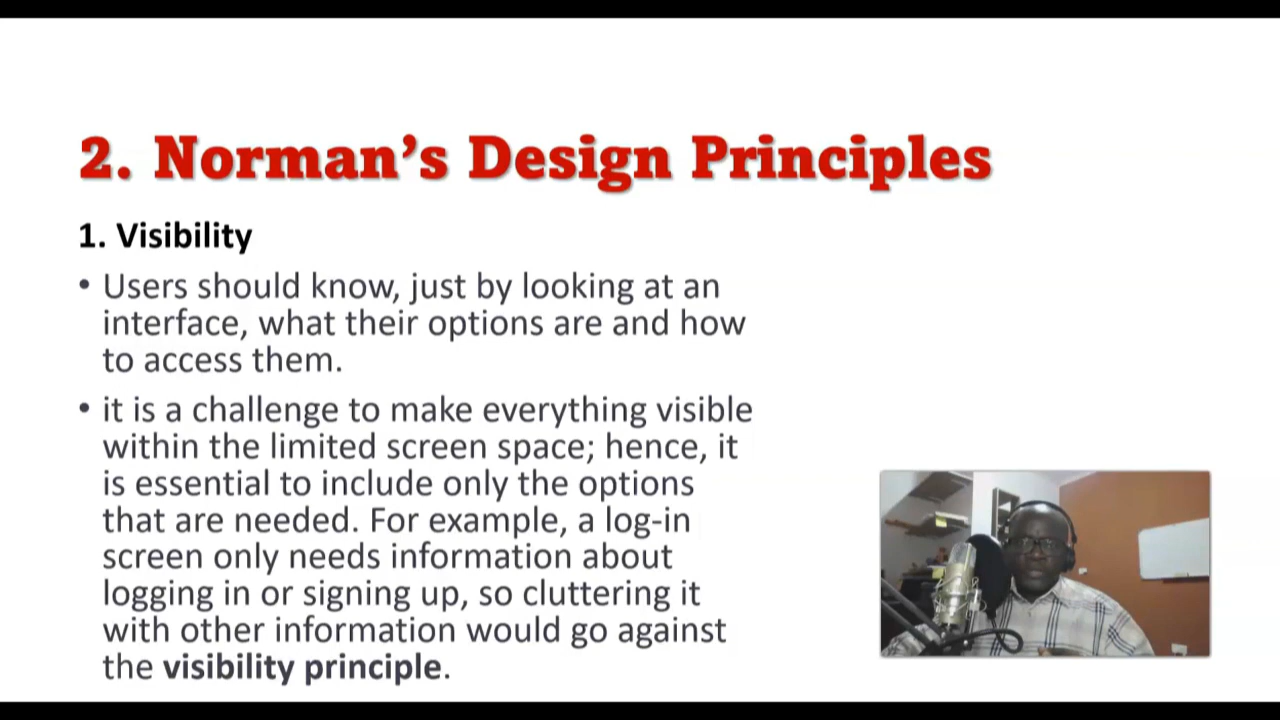 2. Norman’s Design Principles
1. Visibility
• Users should know, just by looking at an
interface, what their options are and how
to access them.
• it is a challenge to make everything visible
within the limited screen space; hence, it
is essential to include only the options
that are needed. For example, a log-in
screen only needs information about
logging in or signing up, so cluttering it
with other information would go against
the visibility principle.